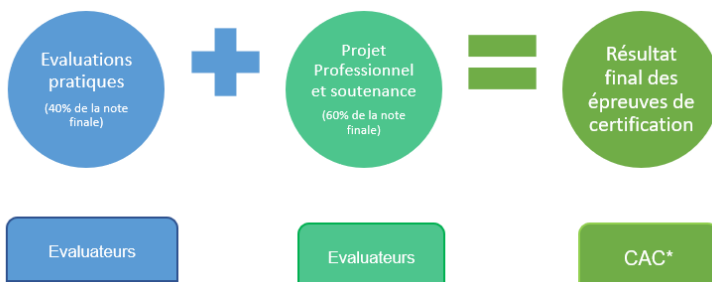 Evaluations
pratiques
(40% de la note
finale)
Projet
Professionnel
et soutenance
(60% de la note
finale)
Résultat
final des
épreuves de
certification
Evaluateurs
Evaluateurs
CAC*